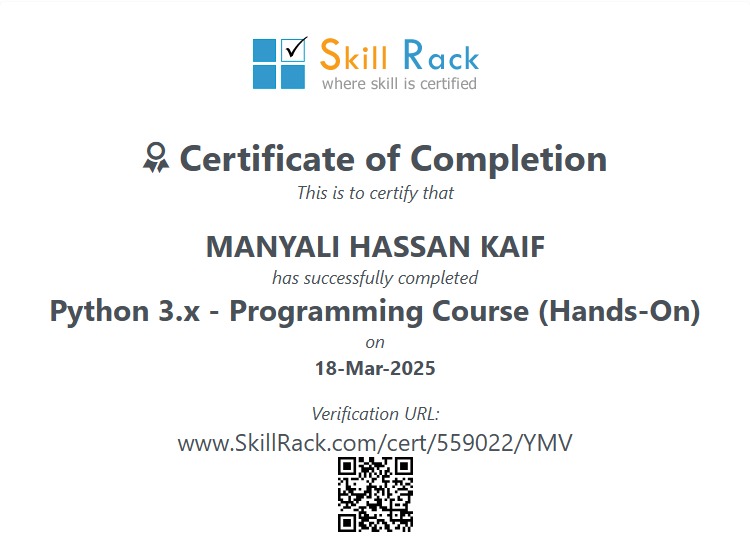 Skill Rack
where skill is certified
Certificate of Completion
This is to certify that
MANYALI HASSAN KAIF
has successfully completed
Python 3.x - Programming Course (Hands-On)
on
18-Mar-2025
Verification URL:
www.SkillRack.com/cert/559022/YMV